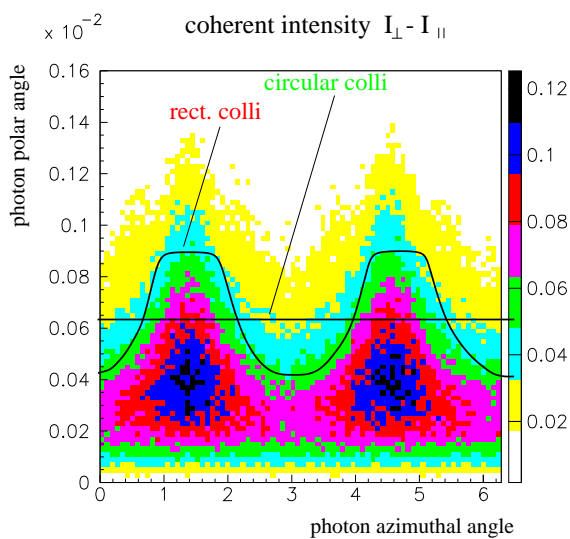 coherent intensity I⊥- I ||
x 10⁻²
circular colli
rect. colli
photon polar angle
0.16
0.14
0.12
0.1
0.08
0.06
0.04
0.02
0
0 1 2 3 4 5 6
photon azimuthal angle
0.12
0.1
0.08
0.06
0.04
0.02